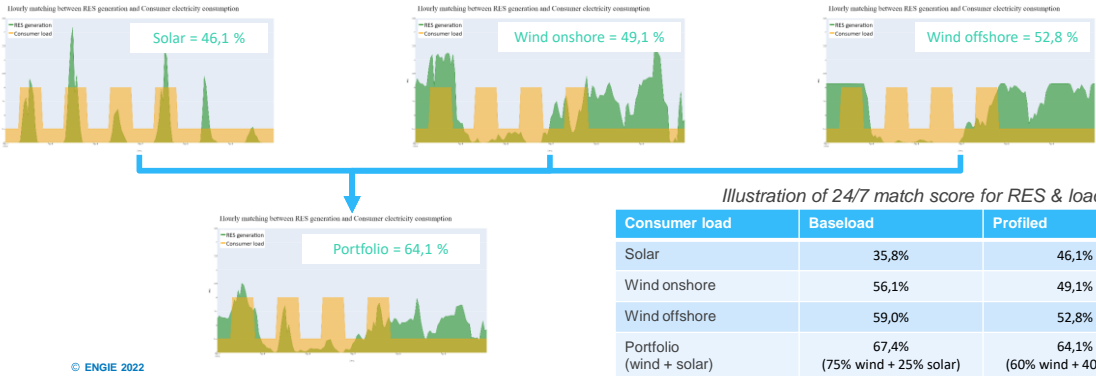 Hourly matching between RES generation and Consumer electricity consumption
RES generation
Consumer load
Solar = 46,1 %
Hourly matching between RES generation and Consumer electricity consumption
RES generation
Consumer load
Wind onshore = 49,1 %
Hourly matching between RES generation and Consumer electricity consumption
RES generation
Consumer load
Wind offshore = 52,8 %
Hourly matching between RES generation and Consumer electricity consumption
RES generation
Consumer load
Portfolio = 64,1 %
Illustration of 24/7 match score for RES & loa
Consumer load Baseload Profiled
Solar 35,8% 46,1%
Wind onshore 56,1% 49,1%
Wind offshore 59,0% 52,8%
Portfolio 67,4% 64,1%
(wind + solar) (75% wind + 25% solar) (60% wind + 40
© ENGIE 2022